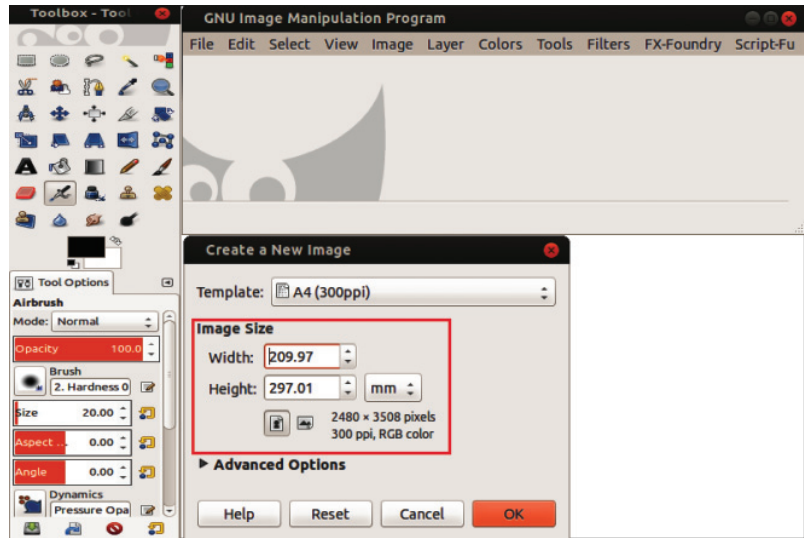 Toolbox - Tool
GNU Image Manipulation Program
File Edit Select View Image Layer Colors Tools Filters FX-Foundry Script-Fu
Tool Options
Airbrush
Mode: Normal
Opacity 100.0
Brush
2. Hardness 0
Size 20.00
Aspect ... 0.00
Angle 0.00
Dynamics
Pressure Opa
Create a New Image
Template: A4 (300ppi)
Image Size
Width: 209.97
Height: 297.01 mm
2480 × 3508 pixels
300 ppi, RGB color
Advanced Options
Help Reset Cancel OK